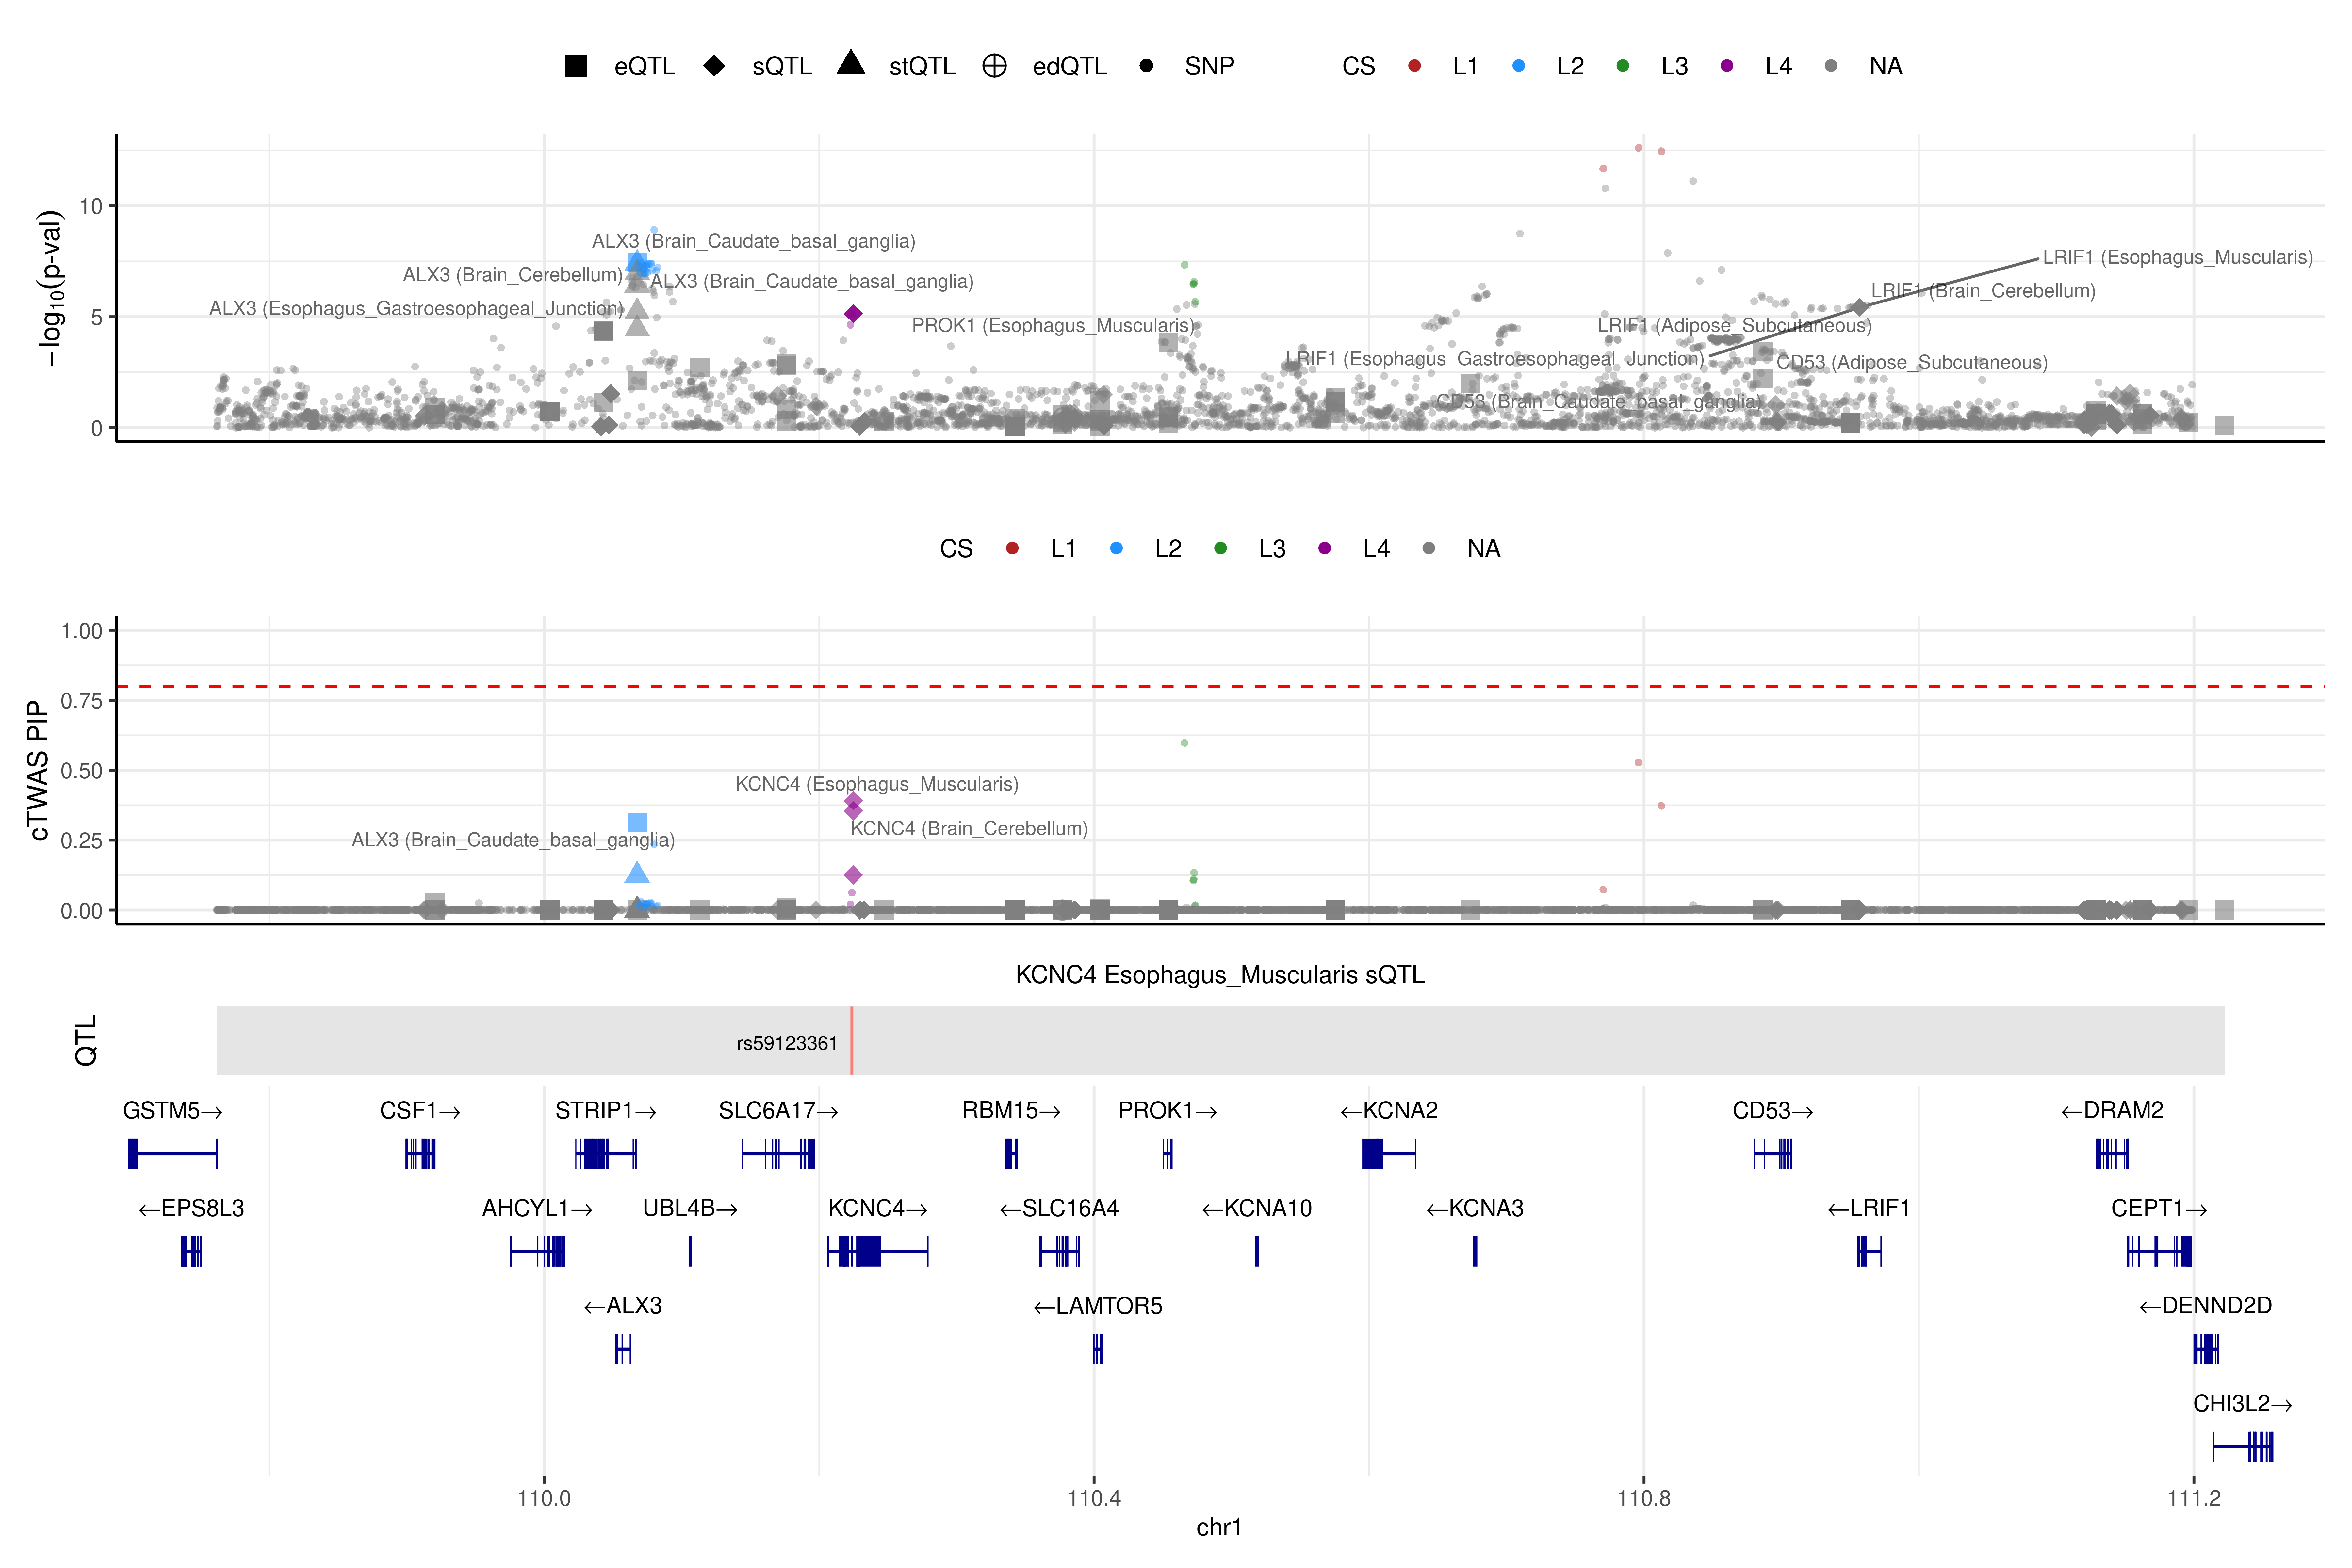 eQTL sQTL stQTL edQTL SNP CS L1 L2 L3 L4 NA
−log10(p-val)
10
5
0
ALX3 (Brain_Caudate_basal_ganglia)
ALX3 (Brain_Cerebellum)
ALX3 (Brain_Caudate_basal_ganglia)
ALX3 (Esophagus_Gastroesophageal_Junction)
PROK1 (Esophagus_Muscularis)
LRIF1 (Esophagus_Muscularis)
LRIF1 (Brain_Cerebellum)
LRIF1 (Adipose_Subcutaneous)
LRIF1 (Esophagus_Gastroesophageal_Junction)
CD53 (Adipose_Subcutaneous)
CD53 (Brain_Caudate_basal_ganglia)
CS L1 L2 L3 L4 NA
cTWAS PIP
1.00
0.75
0.50
0.25
0.00
KCNC4 (Esophagus_Muscularis)
KCNC4 (Brain_Cerebellum)
ALX3 (Brain_Caudate_basal_ganglia)
KCNC4 Esophagus_Muscularis sQTL
QTL
rs59123361
GSTM5→ CSF1→ STRIP1→ SLC6A17→ RBM15→ PROK1→ ←KCNA2 CD53→ ←DRAM2
←EPS8L3 AHCYL1→ UBL4B→ KCNC4→ ←SLC16A4 ←KCNA10 ←KCNA3 ←LRIF1 CEPT1→
←ALX3 ←LAMTOR5 ←DENND2D
CHI3L2→
110.0 110.4 110.8 111.2
chr1